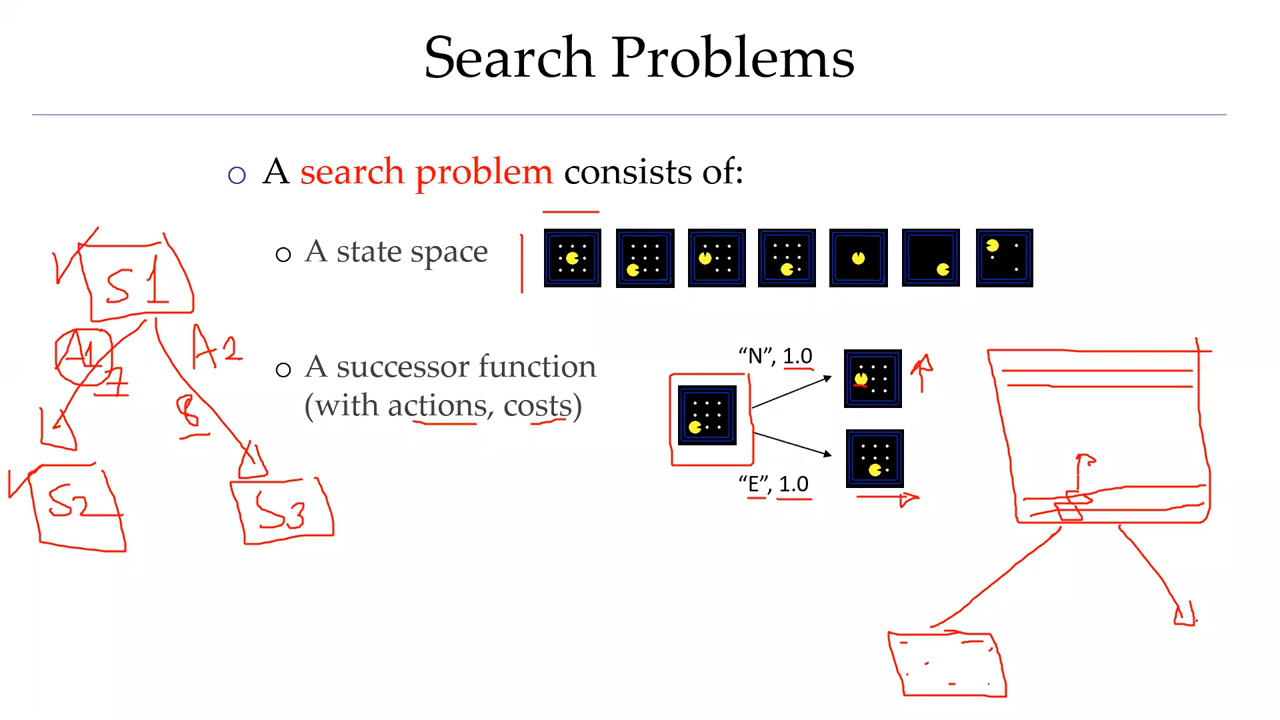 Search Problems
○ A search problem consists of:
○ A state space
○ A successor function
(with actions, costs)
“N”, 1.0
“E”, 1.0
S1
A1
7
A2
8
S2
S3